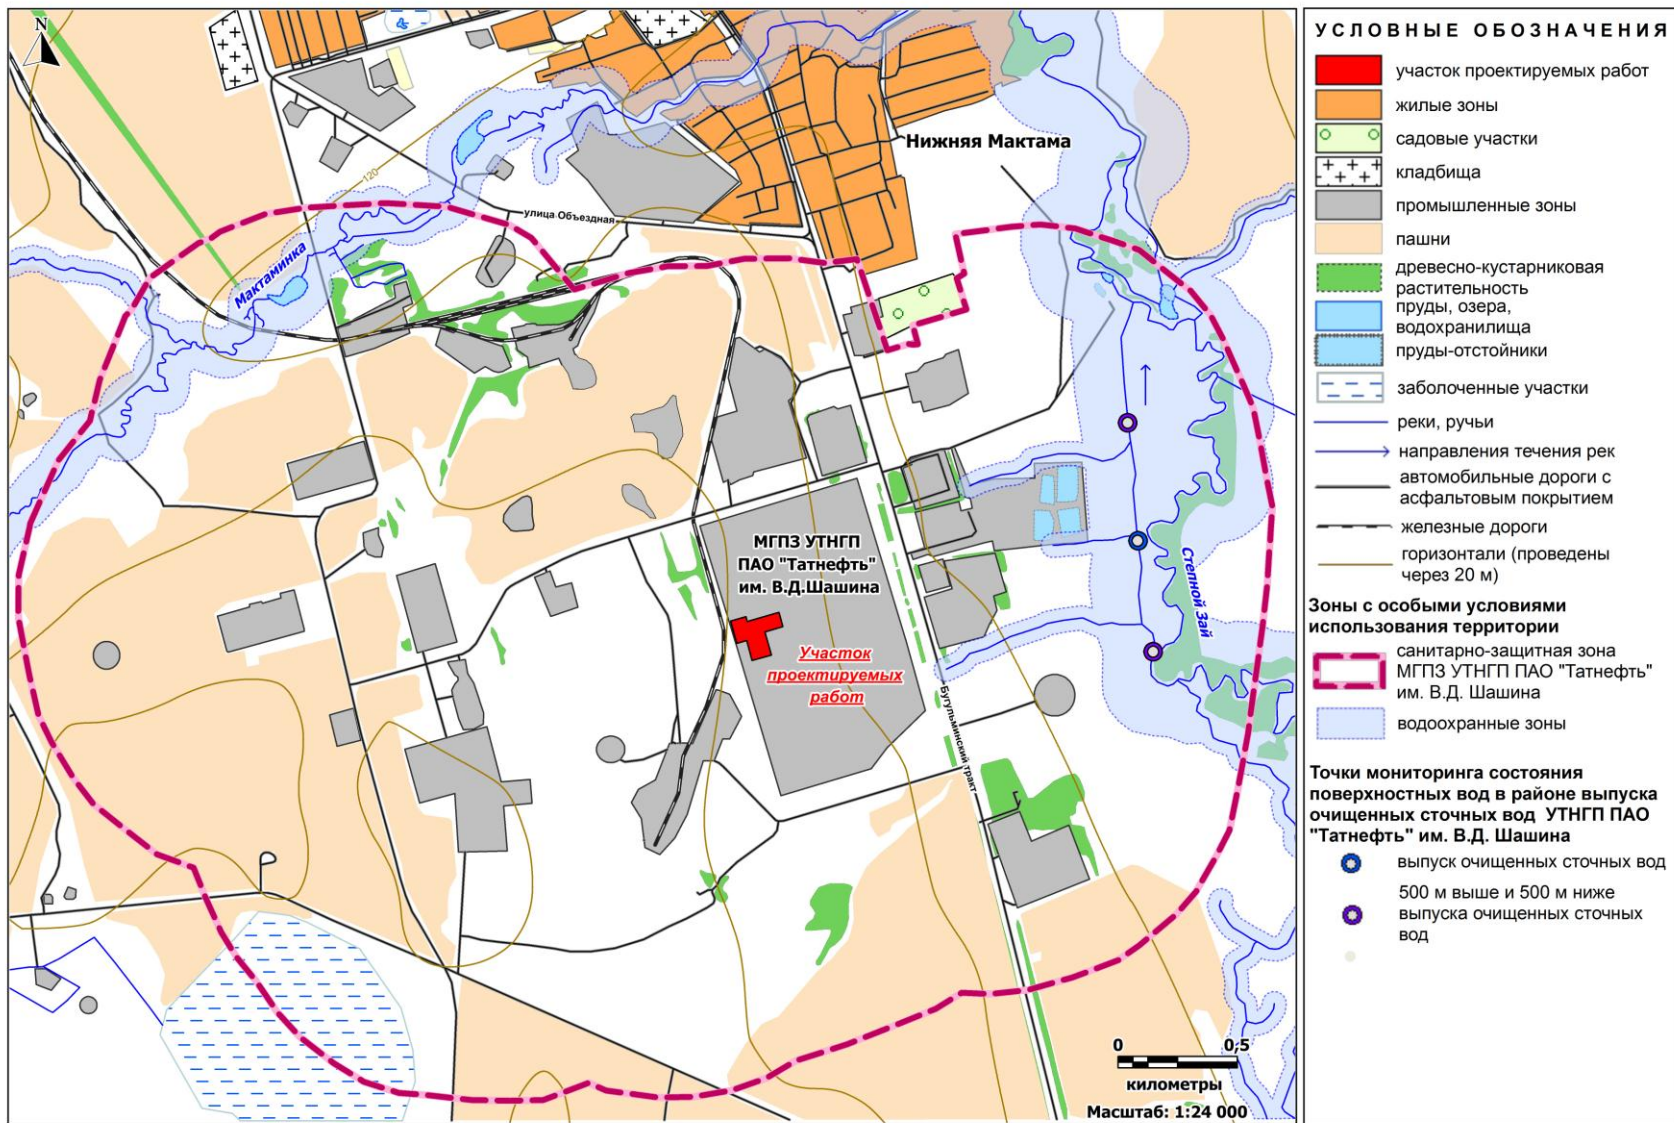 N
120
улица Объездная
Нижняя Мактама
Мактаминка
МГПЗ УТНГП
ПАО "Татнефть"
им. В.Д.Шашина
Участок
проектируемых
работ
Степной Зай
Бугульминский тракт
0 0,5
километры
Масштаб: 1:24 000
УСЛОВНЫЕ ОБОЗНАЧЕНИЯ
участок проектируемых работ
жилые зоны
садовые участки
кладбища
промышленные зоны
пашни
древесно-кустарниковая
растительность
пруды, озера,
водохранилища
пруды-отстойники
заболоченные участки
реки, ручьи
направления течения рек
автомобильные дороги с
асфальтовым покрытием
железные дороги
горизонтали (проведены
через 20 м)
Зоны с особыми условиями
использования территории
санитарно-защитная зона
МГПЗ УТНГП ПАО "Татнефть"
им. В.Д. Шашина
водоохранные зоны
Точки мониторинга состояния
поверхностных вод в районе выпуска
очищенных сточных вод УТНГП ПАО
"Татнефть" им. В.Д. Шашина
выпуск очищенных сточных вод
500 м выше и 500 м ниже
выпуска очищенных сточных
вод